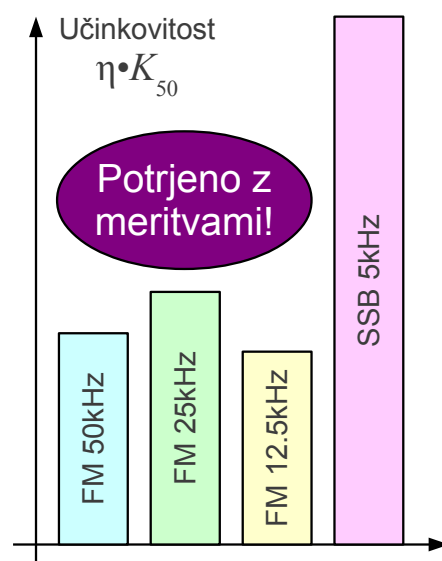 Učinkovitost
η•K₅₀
Potrjeno z
meritvami!
FM 50kHz
FM 25kHz
FM 12.5kHz
SSB 5kHz